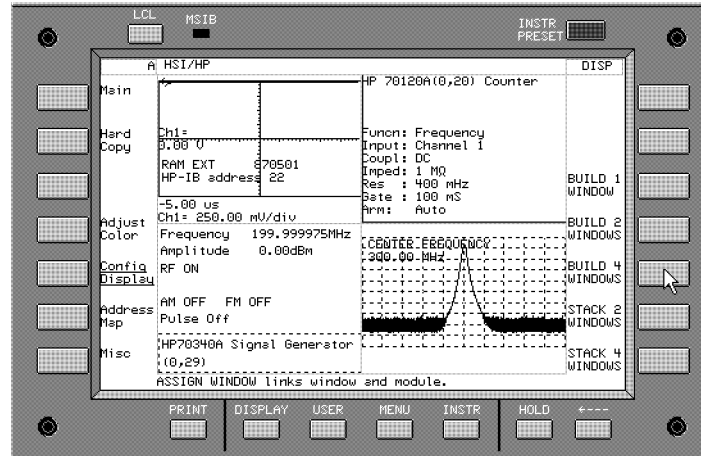 LCL
MSIB
INSTR
PRESET
A HSI/HP
DISP
Main
Hard
Copy
Adjust
Color
Config
Display
Address
Map
Misc
Ch1=
0.00 V
RAM EXT 870501
HP-IB address 22
-5.00 us
Ch1= 250.00 mV/div
HP 70120A(0,20) Counter
Funcn: Frequency
Input: Channel 1
Coupl: DC
Imped: 1 MΩ
Res : 400 mHz
Gate : 100 mS
Arm: Auto
Frequency 199.999975MHz
Amplitude 0.00dBm
RF ON
AM OFF FM OFF
Pulse Off
HP70340A Signal Generator
(0,29)
CENTER FREQUENCY
300.00 MHz
BUILD 1
WINDOW
BUILD 2
WINDOWS
BUILD 4
WINDOWS
STACK 2
WINDOWS
STACK 4
WINDOWS
ASSIGN WINDOW links window and module.
PRINT
DISPLAY
USER
MENU
INSTR
HOLD
←---